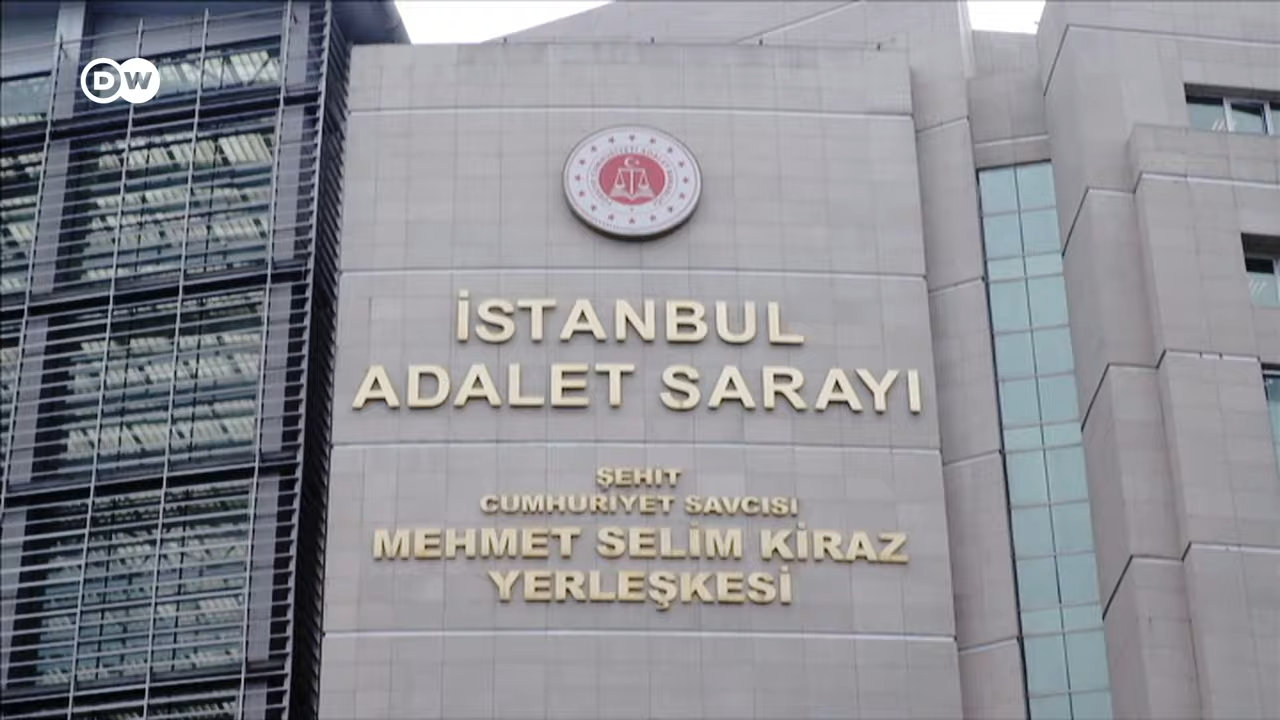 DW
İSTANBUL
ADALET SARAYI
ŞEHİT
CUMHURİYET SAVCISI
MEHMET SELİM KİRAZ
YERLEŞKESİ